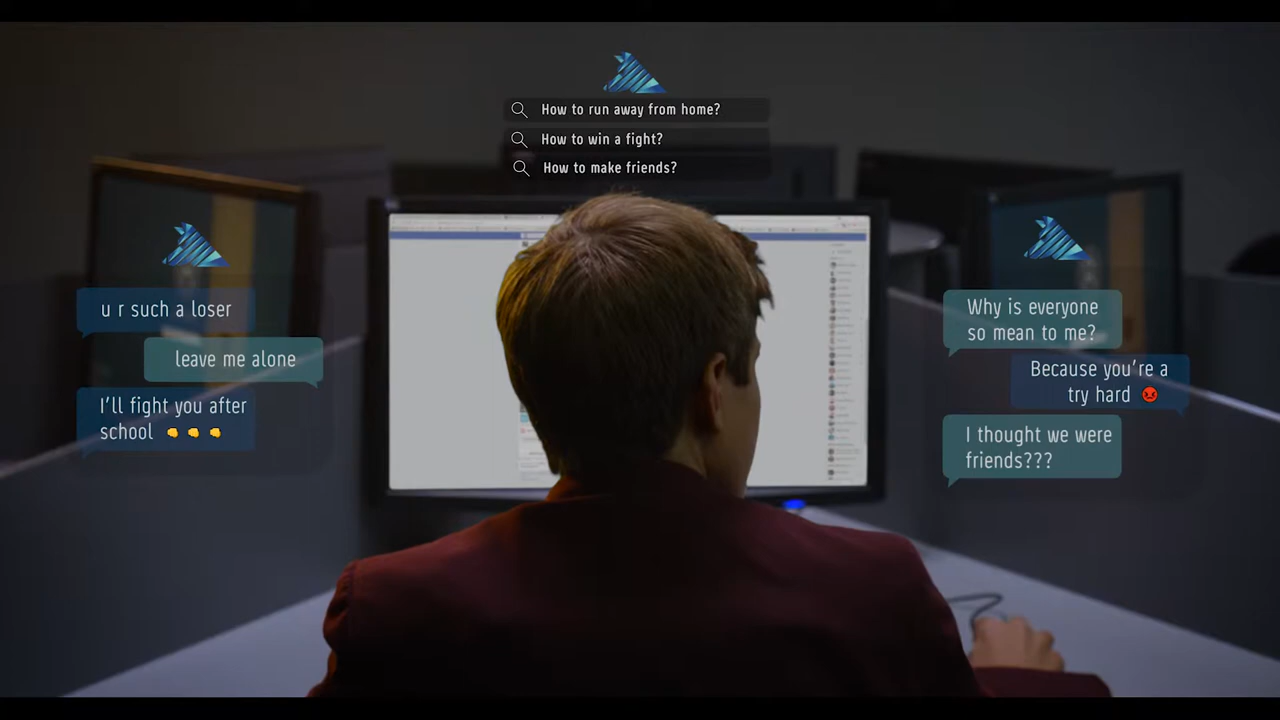 How to run away from home?
How to win a fight?
How to make friends?
u r such a loser
leave me alone
I'll fight you after
school 👊 👊 👊
Why is everyone
so mean to me?
Because you're a
try hard 😡
I thought we were
friends???